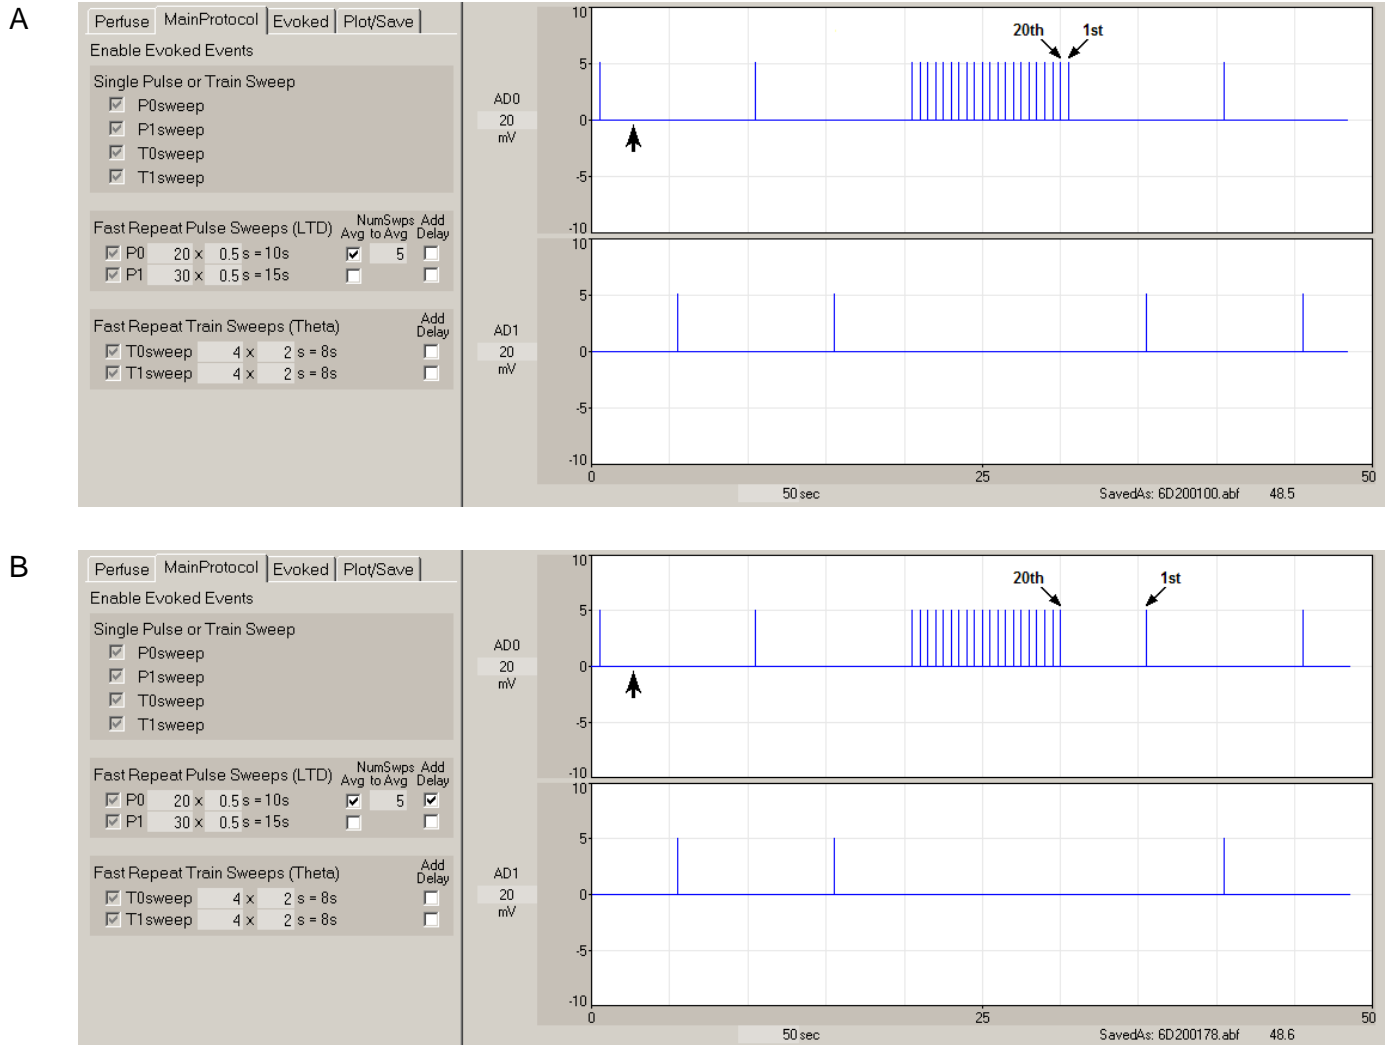 A
Perfuse MainProtocol Evoked Plot/Save
Enable Evoked Events
Single Pulse or Train Sweep
P0sweep
P1sweep
T0sweep
T1sweep
Fast Repeat Pulse Sweeps (LTD) Avg NumSwps to Avg Add Delay
P0 20 x 0.5 s = 10s 5
P1 30 x 0.5 s = 15s
Fast Repeat Train Sweeps (Theta) Add Delay
T0sweep 4 x 2 s = 8s
T1sweep 4 x 2 s = 8s
AD0
20
mV
10
5
0
-5
-10
20th 1st
AD1
20
mV
10
5
0
-5
-10
0 25 50
50 sec SavedAs: 6D200100.abf 48.5
B
Perfuse MainProtocol Evoked Plot/Save
Enable Evoked Events
Single Pulse or Train Sweep
P0sweep
P1sweep
T0sweep
T1sweep
Fast Repeat Pulse Sweeps (LTD) Avg NumSwps to Avg Add Delay
P0 20 x 0.5 s = 10s 5
P1 30 x 0.5 s = 15s
Fast Repeat Train Sweeps (Theta) Add Delay
T0sweep 4 x 2 s = 8s
T1sweep 4 x 2 s = 8s
AD0
20
mV
10
5
0
-5
-10
20th 1st
AD1
20
mV
10
5
0
-5
-10
0 25 50
50 sec SavedAs: 6D200178.abf 48.6